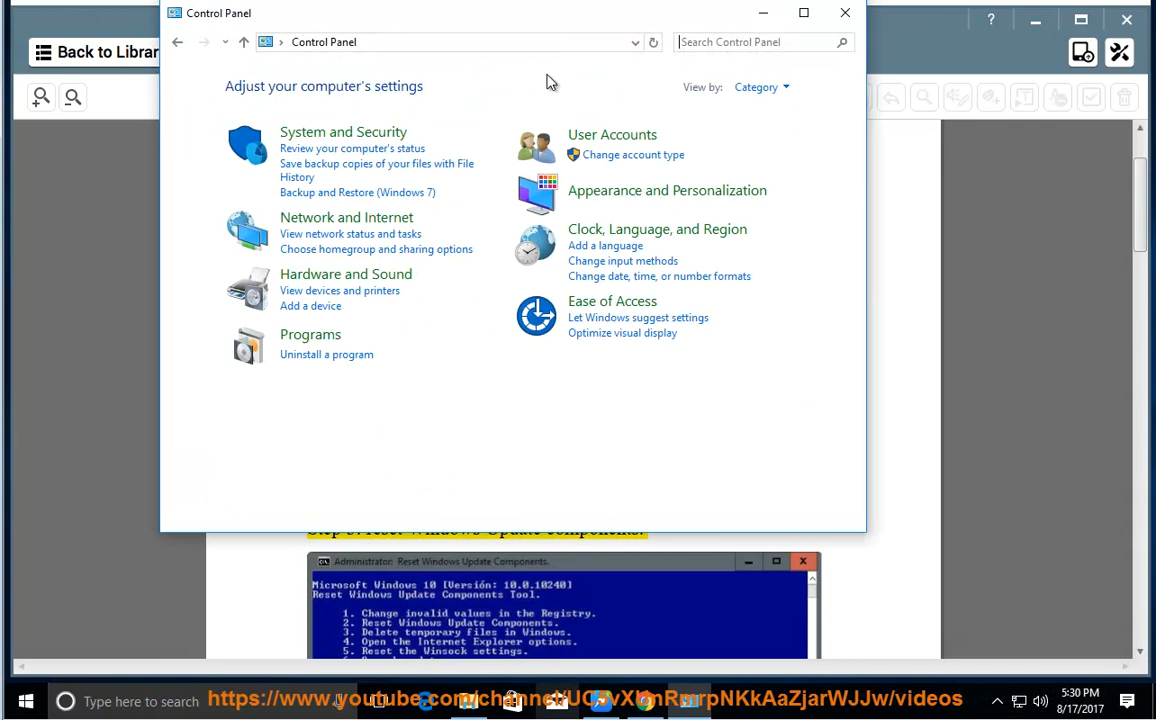 Control Panel
?
Back to Librar
Control Panel
Search Control Panel
Adjust your computer's settings
View by: Category
System and Security
Review your computer's status
Save backup copies of your files with File
History
Backup and Restore (Windows 7)
Network and Internet
View network status and tasks
Choose homegroup and sharing options
Hardware and Sound
View devices and printers
Add a device
Programs
Uninstall a program
User Accounts
Change account type
Appearance and Personalization
Clock, Language, and Region
Add a language
Change input methods
Change date, time, or number formats
Ease of Access
Let Windows suggest settings
Optimize visual display
Administrator: Reset Windows Update Components.
Microsoft Windows 10 [Versión: 10.0.10240]
Reset Windows Update Components Tool.
1. Change invalid values in the Registry.
2. Reset Windows Update Components.
3. Delete temporary files in Windows.
4. Open the Internet Explorer options.
5. Reset the Winsock settings.
Type here to search
5:30 PM
8/17/2017